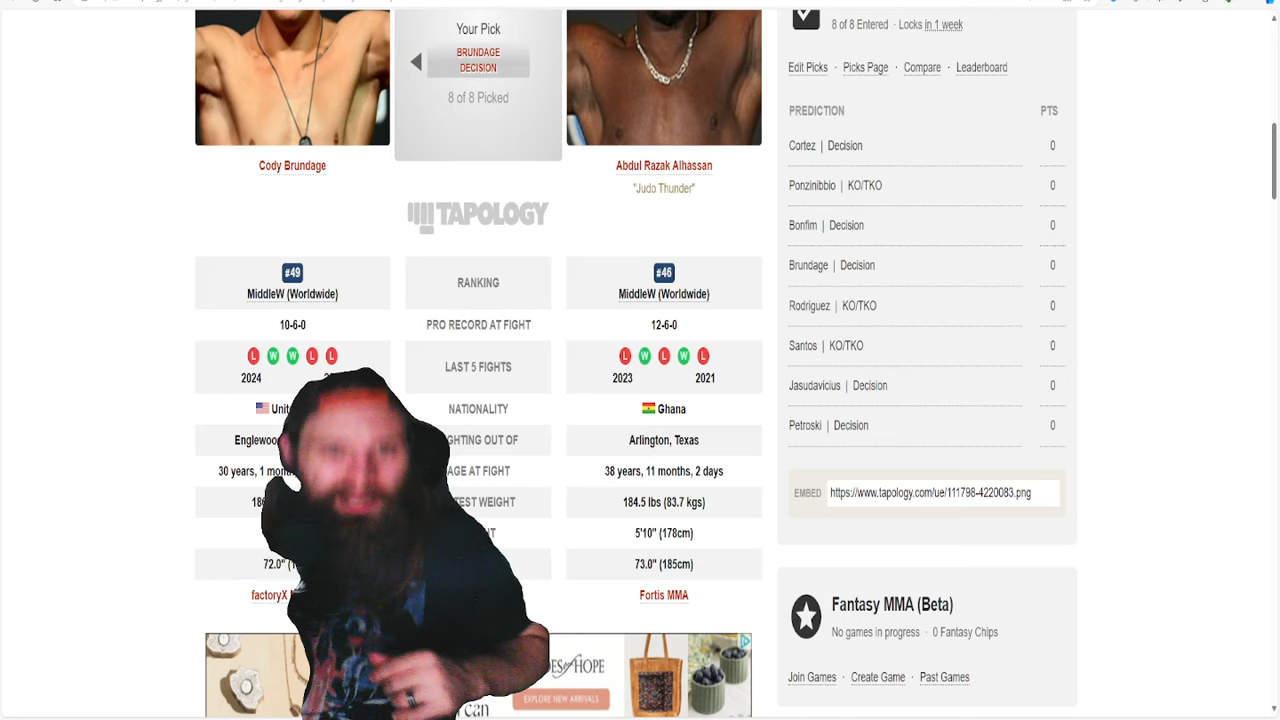 Your Pick
BRUNDAGE
DECISION
8 of 8 Picked
Cody Brundage
Abdul Razak Alhassan
"Judo Thunder"
TAPOLOGY
#49
MiddleW (Worldwide)
RANKING
#46
MiddleW (Worldwide)
10-6-0
PRO RECORD AT FIGHT
12-6-0
L W W L L
2024
LAST 5 FIGHTS
L W L W L
2023 2021
NATIONALITY
Ghana
Arlington, Texas
30 years, 1
AGE AT FIGHT
38 years, 11 months, 2 days
184.5 lbs (83.7 kgs)
5'10" (178cm)
72.0"
73.0" (185cm)
Fortis MMA
EXPLORE NEW ARRIVALS
8 of 8 Entered · Locks in 1 week
Edit Picks · Picks Page · Compare · Leaderboard
PREDICTION PTS
Cortez | Decision 0
Ponzinibbio | KO/TKO 0
Bonfim | Decision 0
Brundage | Decision 0
Rodriguez | KO/TKO 0
Santos | KO/TKO 0
Jasudavicius | Decision 0
Petroski | Decision 0
EMBED https://www.tapology.com/ue/111798-4220083.png
Fantasy MMA (Beta)
No games in progress · 0 Fantasy Chips
Join Games · Create Game · Past Games